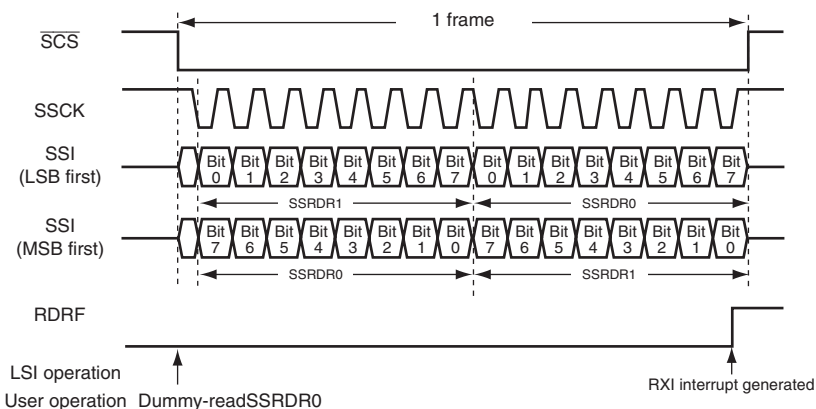 1 frame
SCS
SSCK
SSI
(LSB first)
Bit 0 Bit 1 Bit 2 Bit 3 Bit 4 Bit 5 Bit 6 Bit 7 Bit 0 Bit 1 Bit 2 Bit 3 Bit 4 Bit 5 Bit 6 Bit 7
SSRDR1 SSRDR0
SSI
(MSB first)
Bit 7 Bit 6 Bit 5 Bit 4 Bit 3 Bit 2 Bit 1 Bit 0 Bit 7 Bit 6 Bit 5 Bit 4 Bit 3 Bit 2 Bit 1 Bit 0
SSRDR0 SSRDR1
RDRF
LSI operation
RXI interrupt generated
User operation Dummy-readSSRDR0